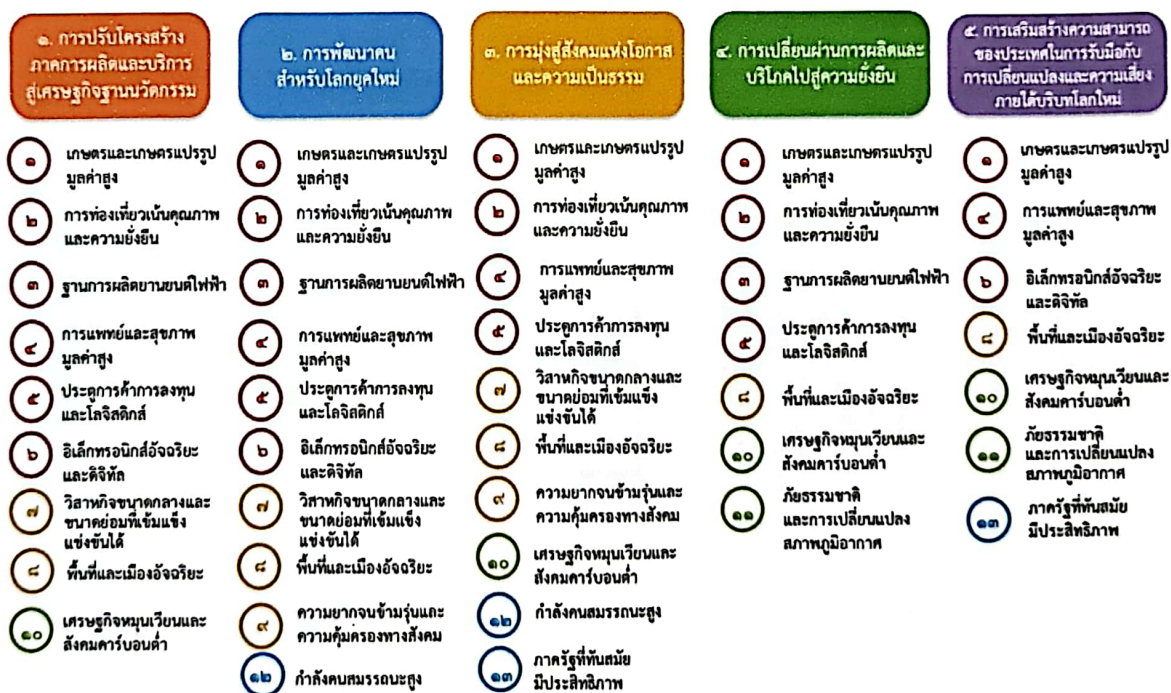 ๑. การปรับโครงสร้าง
ภาคการผลิตและบริการ
สู่เศรษฐกิจฐานนวัตกรรม
๑
เกษตรและเกษตรแปรรูป
มูลค่าสูง
๒
การท่องเที่ยวเน้นคุณภาพ
และความยั่งยืน
๓
ฐานการผลิตยานยนต์ไฟฟ้า
๔
การแพทย์และสุขภาพ
มูลค่าสูง
๕
ประตูการค้าการลงทุน
และโลจิสติกส์
๖
อิเล็กทรอนิกส์อัจฉริยะ
และดิจิทัล
๗
วิสาหกิจขนาดกลางและ
ขนาดย่อมที่เข้มแข็ง
แข่งขันได้
๘
พื้นที่และเมืองอัจฉริยะ
๑๐
เศรษฐกิจหมุนเวียนและ
สังคมคาร์บอนต่ำ
๒. การพัฒนาคน
สำหรับโลกยุคใหม่
๑
เกษตรและเกษตรแปรรูป
มูลค่าสูง
๒
การท่องเที่ยวเน้นคุณภาพ
และความยั่งยืน
๓
ฐานการผลิตยานยนต์ไฟฟ้า
๔
การแพทย์และสุขภาพ
มูลค่าสูง
๕
ประตูการค้าการลงทุน
และโลจิสติกส์
๖
อิเล็กทรอนิกส์อัจฉริยะ
และดิจิทัล
๗
วิสาหกิจขนาดกลางและ
ขนาดย่อมที่เข้มแข็ง
แข่งขันได้
๘
พื้นที่และเมืองอัจฉริยะ
๙
ความยากจนข้ามรุ่นและ
ความคุ้มครองทางสังคม
๑๒
กำลังคนสมรรถนะสูง
๓. การมุ่งสู่สังคมแห่งโอกาส
และความเป็นธรรม
๑
เกษตรและเกษตรแปรรูป
มูลค่าสูง
๒
การท่องเที่ยวเน้นคุณภาพ
และความยั่งยืน
๔
การแพทย์และสุขภาพ
มูลค่าสูง
๕
ประตูการค้าการลงทุน
และโลจิสติกส์
๗
วิสาหกิจขนาดกลางและ
ขนาดย่อมที่เข้มแข็ง
แข่งขันได้
๘
พื้นที่และเมืองอัจฉริยะ
๙
ความยากจนข้ามรุ่นและ
ความคุ้มครองทางสังคม
๑๐
เศรษฐกิจหมุนเวียนและ
สังคมคาร์บอนต่ำ
๑๒
กำลังคนสมรรถนะสูง
๑๓
ภาครัฐที่ทันสมัย
มีประสิทธิภาพ
๔. การเปลี่ยนผ่านการผลิตและ
บริโภคไปสู่ความยั่งยืน
๑
เกษตรและเกษตรแปรรูป
มูลค่าสูง
๒
การท่องเที่ยวเน้นคุณภาพ
และความยั่งยืน
๓
ฐานการผลิตยานยนต์ไฟฟ้า
๕
ประตูการค้าการลงทุน
และโลจิสติกส์
๘
พื้นที่และเมืองอัจฉริยะ
๑๐
เศรษฐกิจหมุนเวียนและ
สังคมคาร์บอนต่ำ
๑๑
ภัยธรรมชาติ
และการเปลี่ยนแปลง
สภาพภูมิอากาศ
๕. การเสริมสร้างความสามารถ
ของประเทศในการรับมือกับ
การเปลี่ยนแปลงและความเสี่ยง
ภายใต้บริบทโลกใหม่
๑
เกษตรและเกษตรแปรรูป
มูลค่าสูง
๔
การแพทย์และสุขภาพ
มูลค่าสูง
๖
อิเล็กทรอนิกส์อัจฉริยะ
และดิจิทัล
๘
พื้นที่และเมืองอัจฉริยะ
๑๐
เศรษฐกิจหมุนเวียนและ
สังคมคาร์บอนต่ำ
๑๑
ภัยธรรมชาติ
และการเปลี่ยนแปลง
สภาพภูมิอากาศ
๑๓
ภาครัฐที่ทันสมัย
มีประสิทธิภาพ